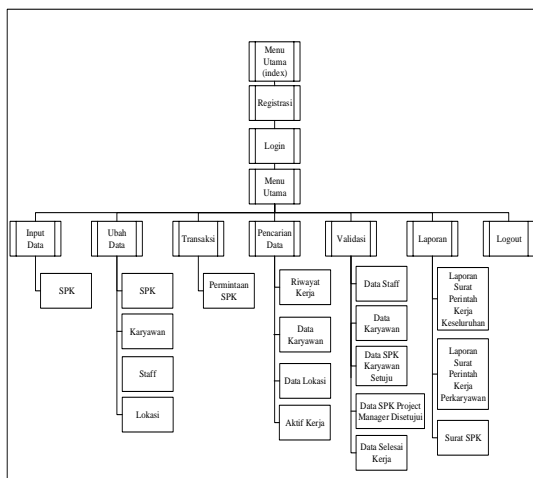 Menu
Utama
(index)
Registrasi
Login
Menu
Utama
Input
Data
Ubah
Data
Transaksi
Pencarian
Data
Validasi
Laporan
Logout
SPK
SPK
Karyawan
Staff
Lokasi
Permintaan
SPK
Riwayat
Kerja
Data
Karyawan
Data Lokasi
Aktif Kerja
Data Staff
Data
Karyawan
Data SPK
Karyawan
Setuju
Data SPK Project
Manager Disetujui
Data Selesai
Kerja
Laporan
Surat
Perintah
Kerja
Keseluruhan
Laporan
Surat
Perintah
Kerja
Perkaryawan
Surat SPK